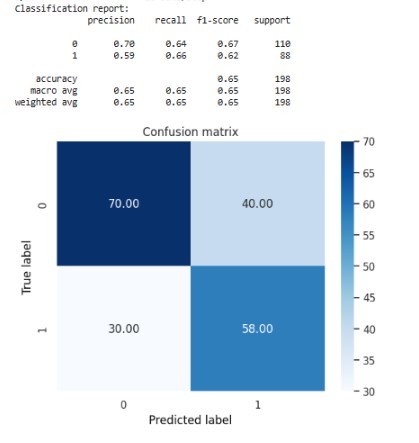 Classification report:
precision recall f1-score support
0 0.70 0.64 0.67 110
1 0.59 0.66 0.62 88
accuracy 0.65 198
macro avg 0.65 0.65 0.65 198
weighted avg 0.65 0.65 0.65 198
Confusion matrix
70
65
60
55
50
45
40
35
30
True label
0
70.00 40.00
1
30.00 58.00
0 1
Predicted label